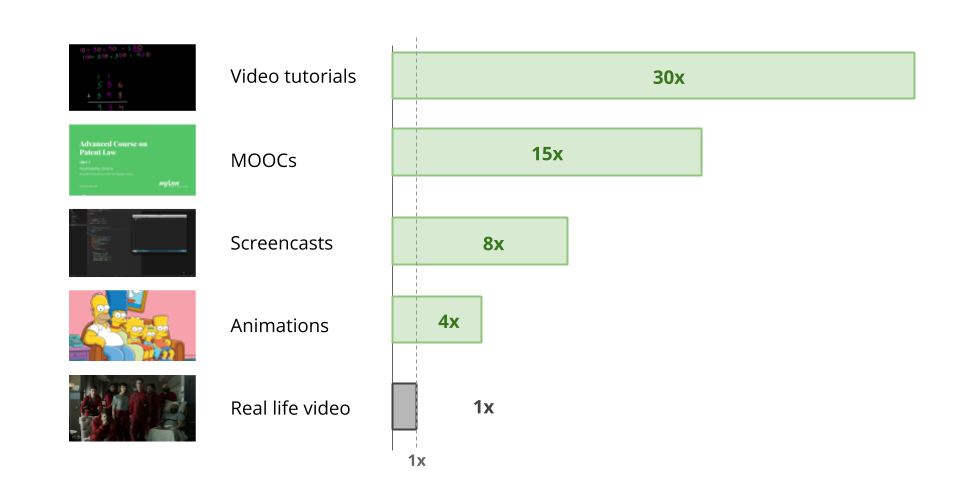 Video tutorials
30x
Advanced Course on
Patent Law
MOOCs
15x
Screencasts
8x
Animations
4x
Real life video
1x
1x